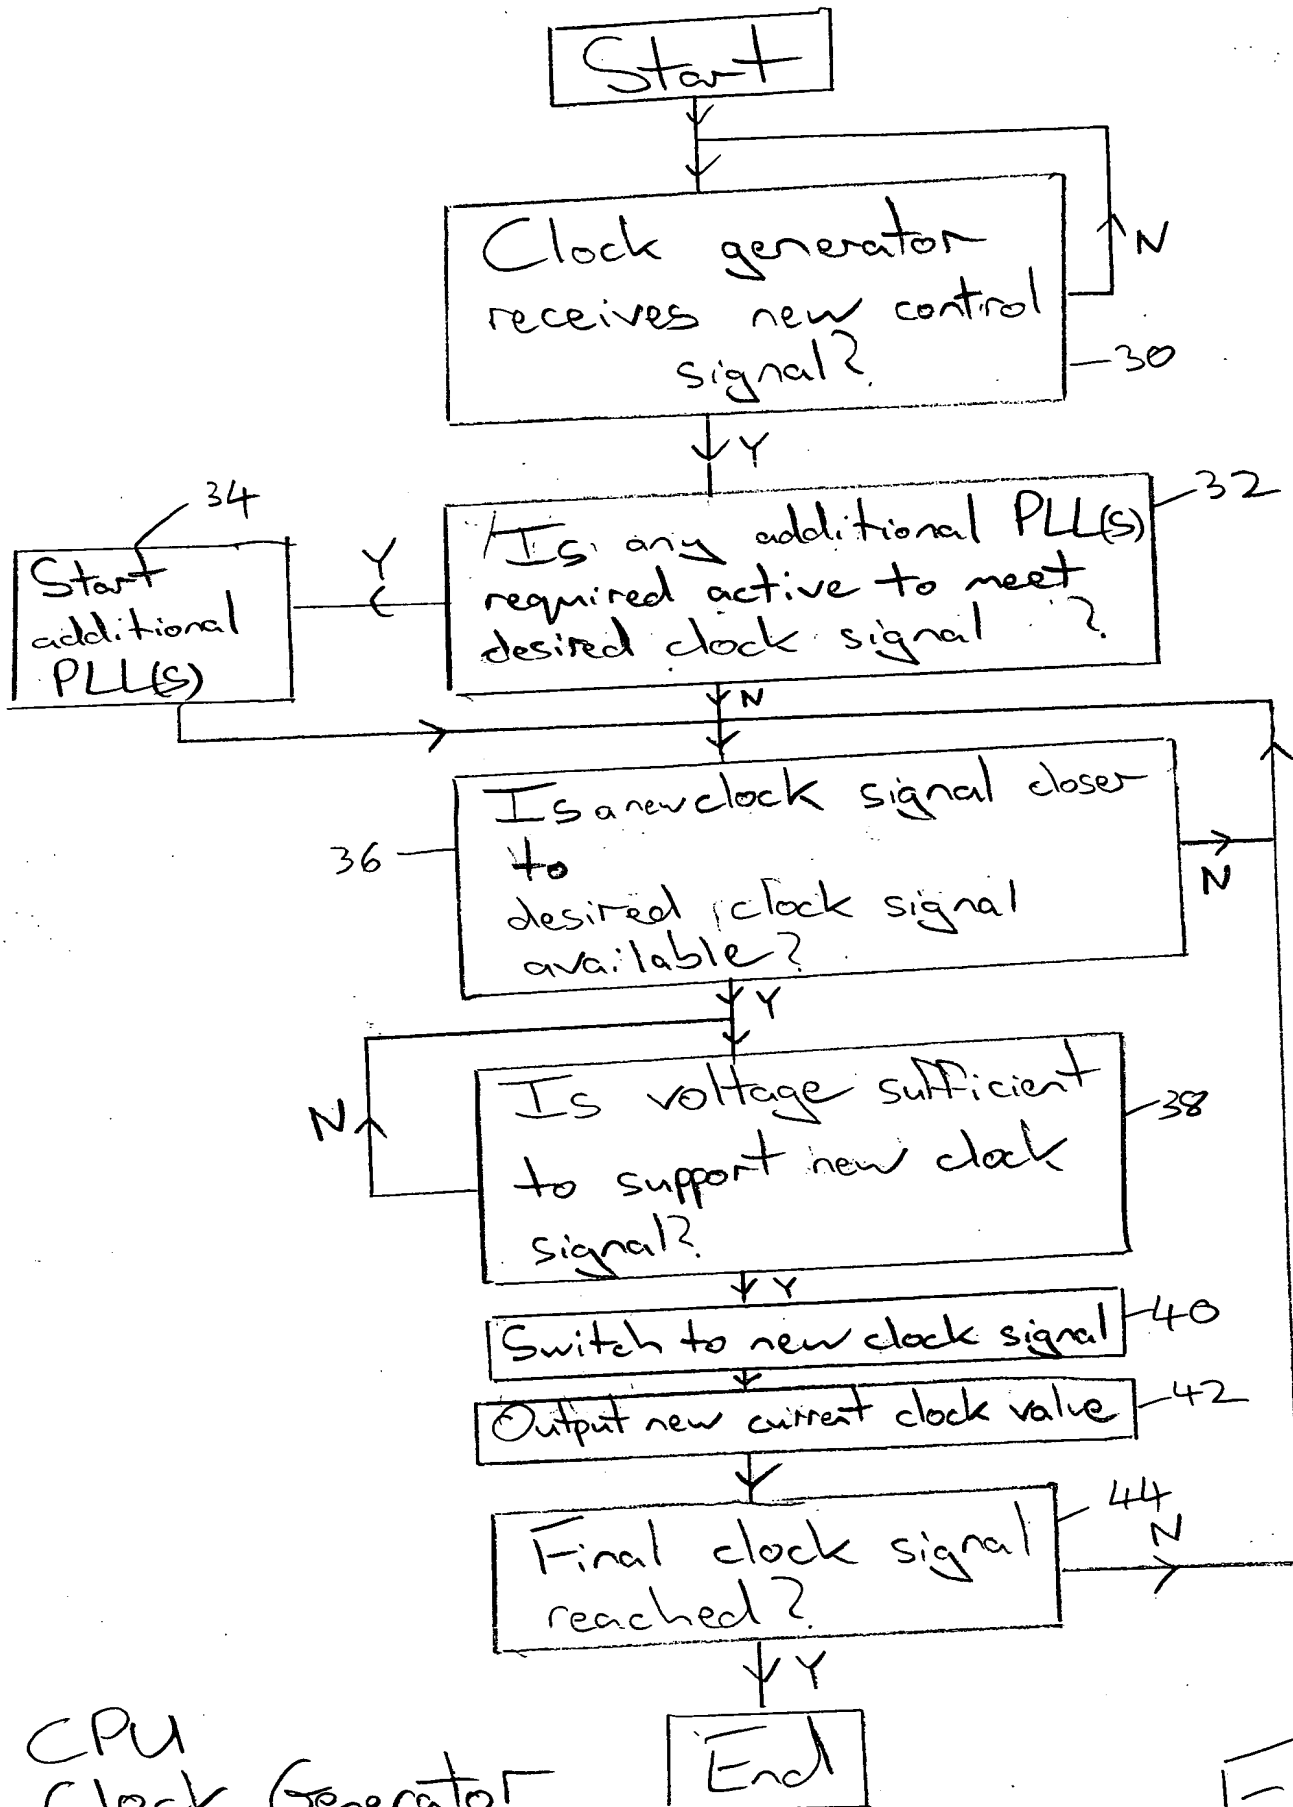 Start
Clock generator
receives new control
signal?
N
30
Y
34
Start
additional
PLL(s)
Y
32
Is any additional PLL(s)
required active to meet
desired clock signal ?
N
36
Is a new clock signal closer
to
desired clock signal
available?
N
Y
N
Is voltage sufficient
to support new clock
signal?
38
Y
Switch to new clock signal
40
Output new current clock value
42
Final clock signal
reached?
44
N
Y
End
CPU
Clock Generator